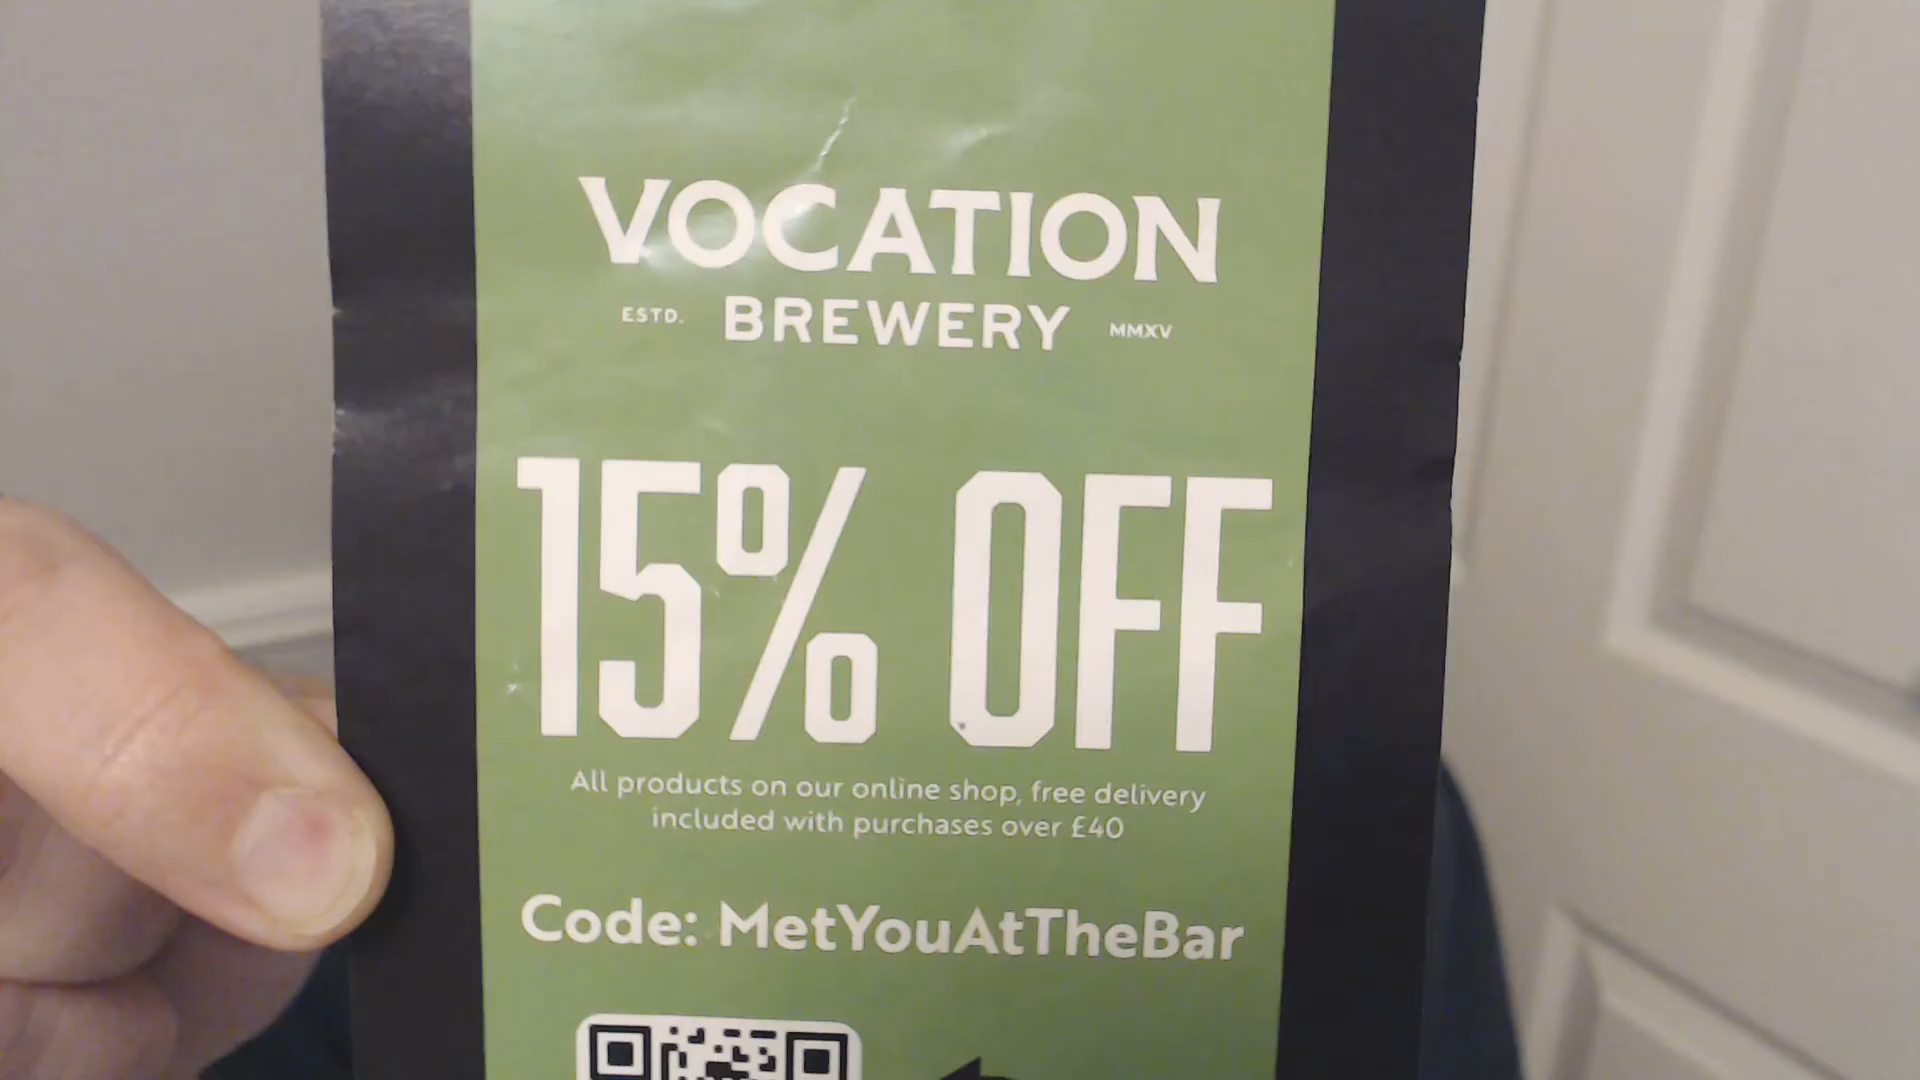 VOCATION
ESTD. BREWERY MMXV
15% OFF
All products on our online shop, free delivery
included with purchases over £40
Code: MetYouAtTheBar